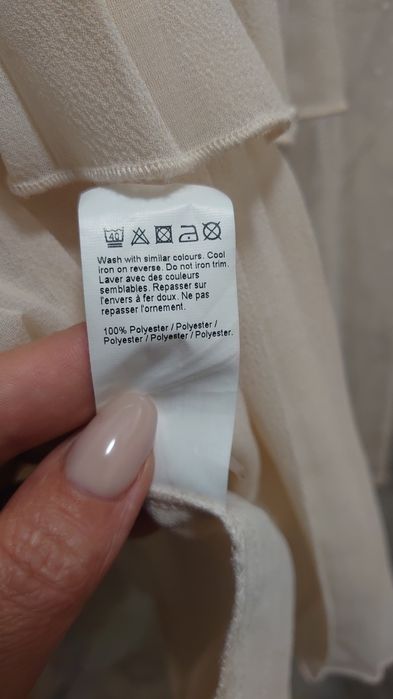 40
Wash with similar colours. Cool
iron on reverse. Do not iron trim.
Laver avec des couleurs
semblables. Repasser sur
l'envers à fer doux. Ne pas
repasser l'ornement.
100% Polyester / Polyester /
Polyester / Polyester / Polyester.